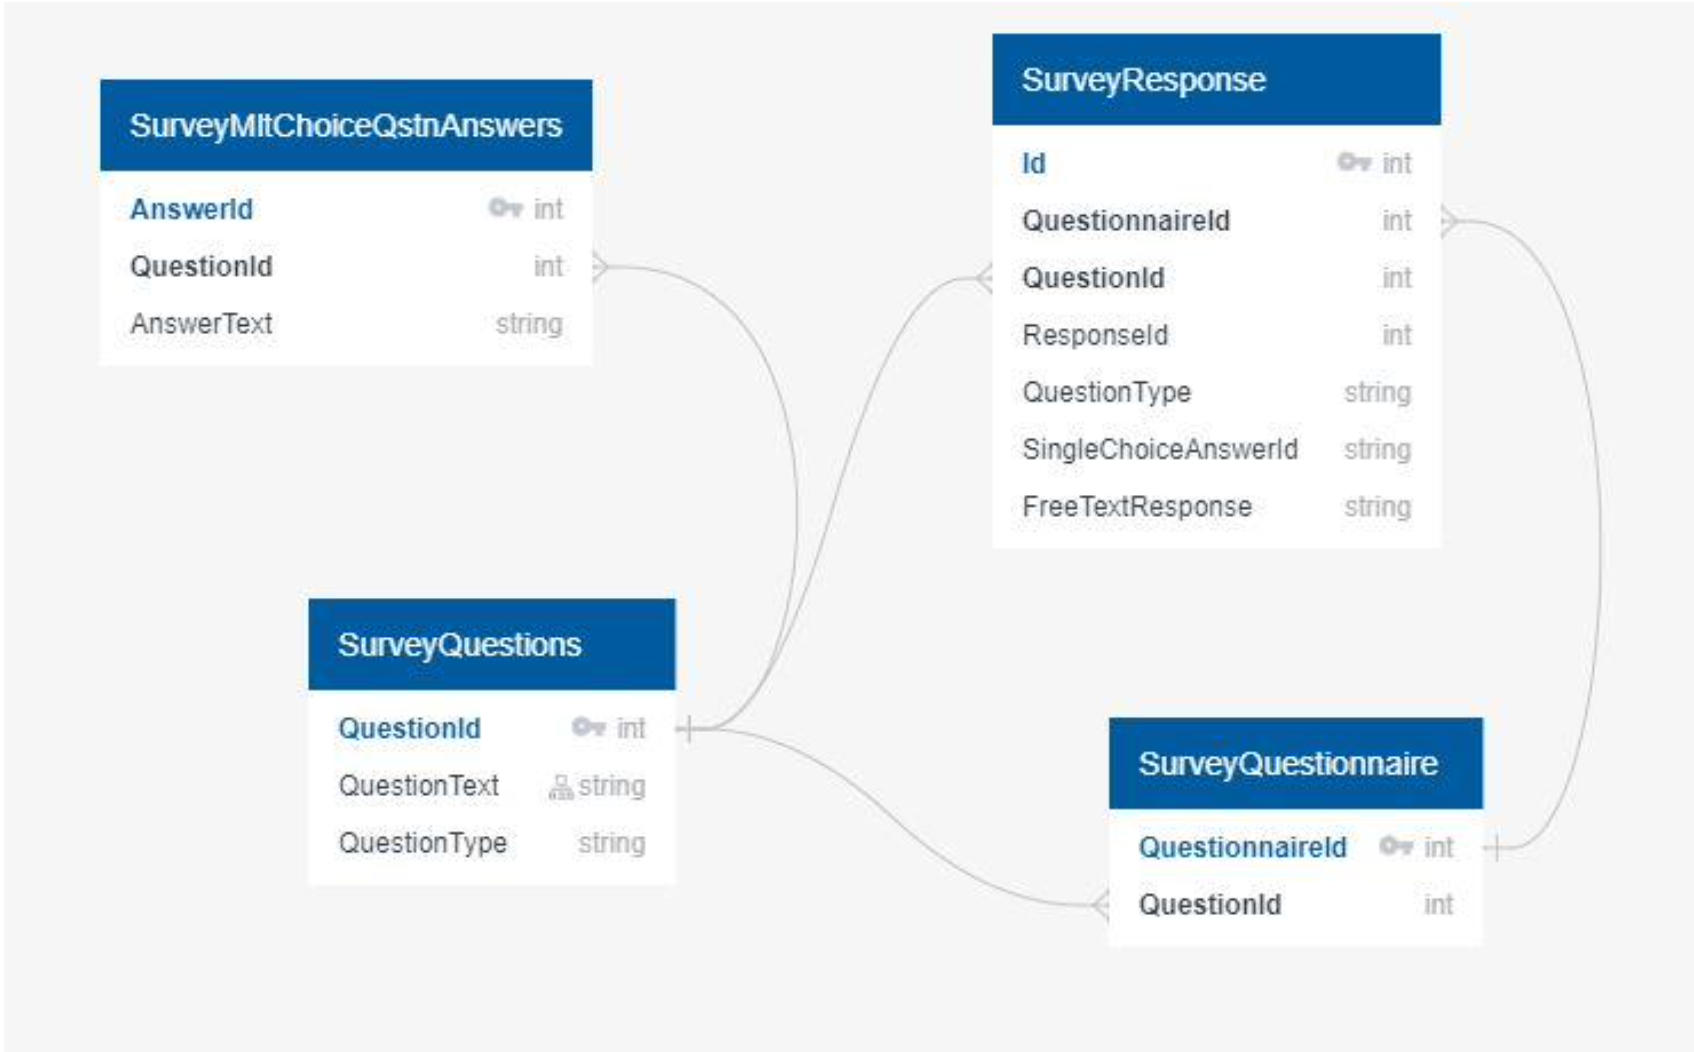 SurveyMltChoiceQstnAnswers
AnswerId int
QuestionId int
AnswerText string
SurveyResponse
Id int
QuestionnaireId int
QuestionId int
ResponseId int
QuestionType string
SingleChoiceAnswerId string
FreeTextResponse string
SurveyQuestions
QuestionId int
QuestionText string
QuestionType string
SurveyQuestionnaire
QuestionnaireId int
QuestionId int